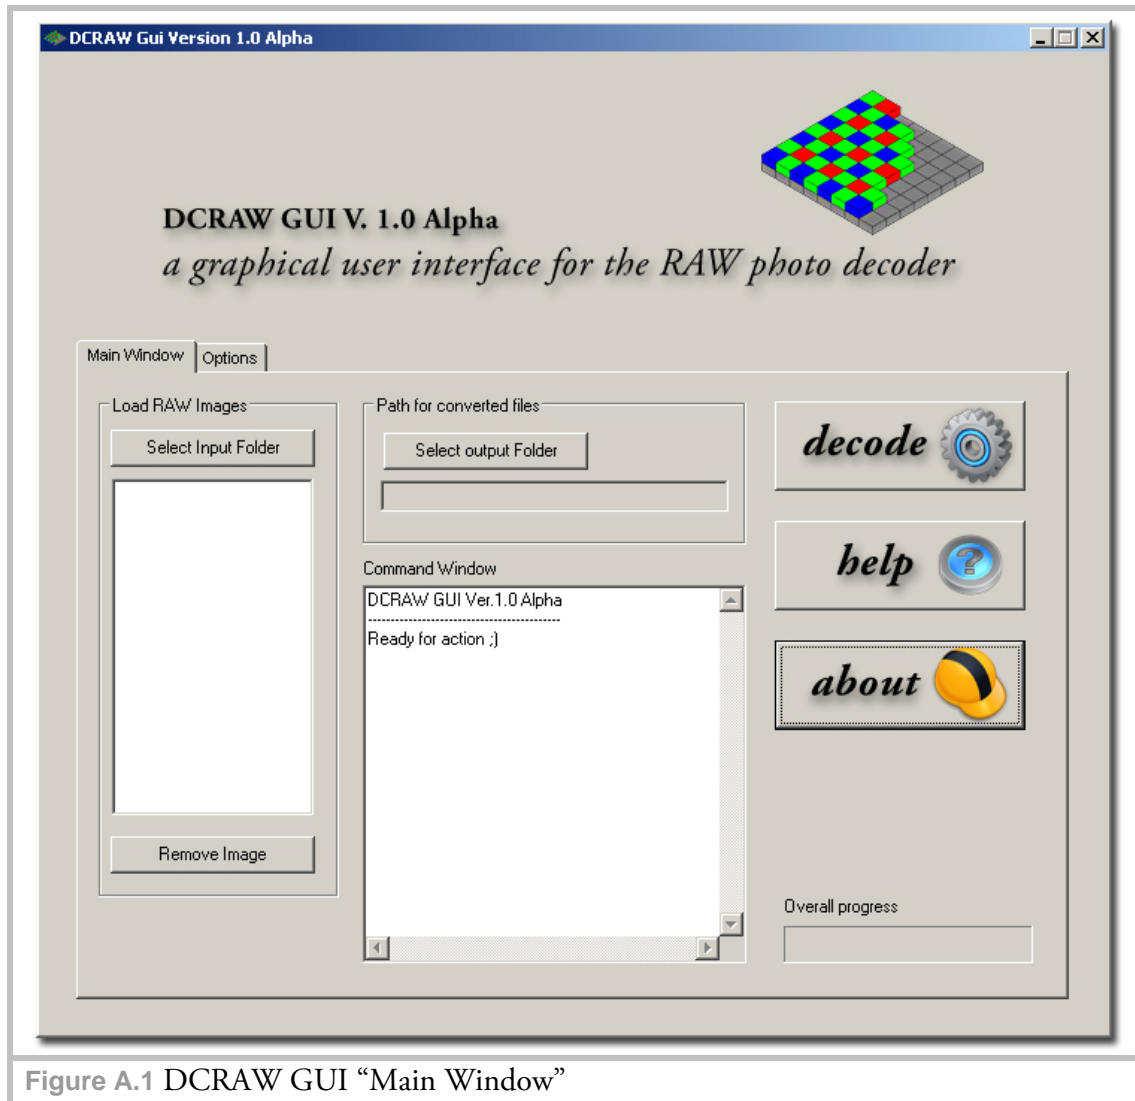 DCRAW Gui Version 1.0 Alpha
DCRAW GUI V. 1.0 Alpha
a graphical user interface for the RAW photo decoder
Main Window
Options
Load RAW Images
Select Input Folder
Remove Image
Path for converted files
Select output Folder
Command Window
DCRAW GUI Ver.1.0 Alpha
------------------------------------------
Ready for action ;)
decode
help
?
about
Overall progress
Figure A.1 DCRAW GUI “Main Window”